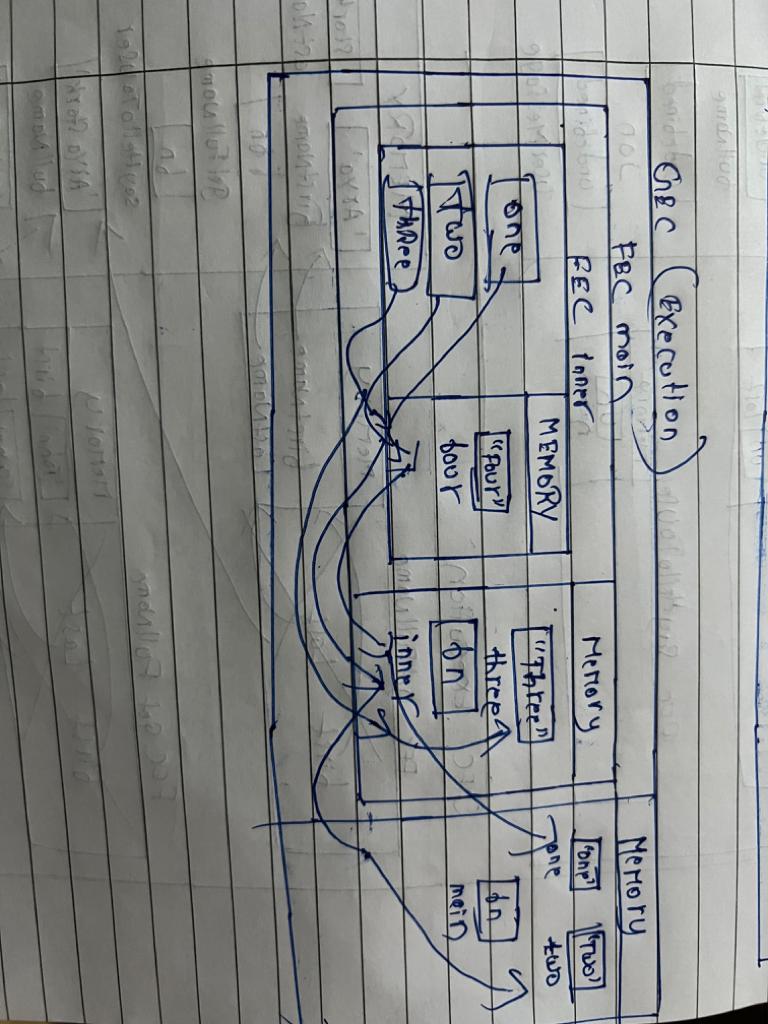 GEC (Execution)
FEC main
Memory
EEC inner
Memory
"one" "Two"
one two
MEMORY
"Three"
three
one
"Four"
four
fn
main
Two
fn
inner
thRee